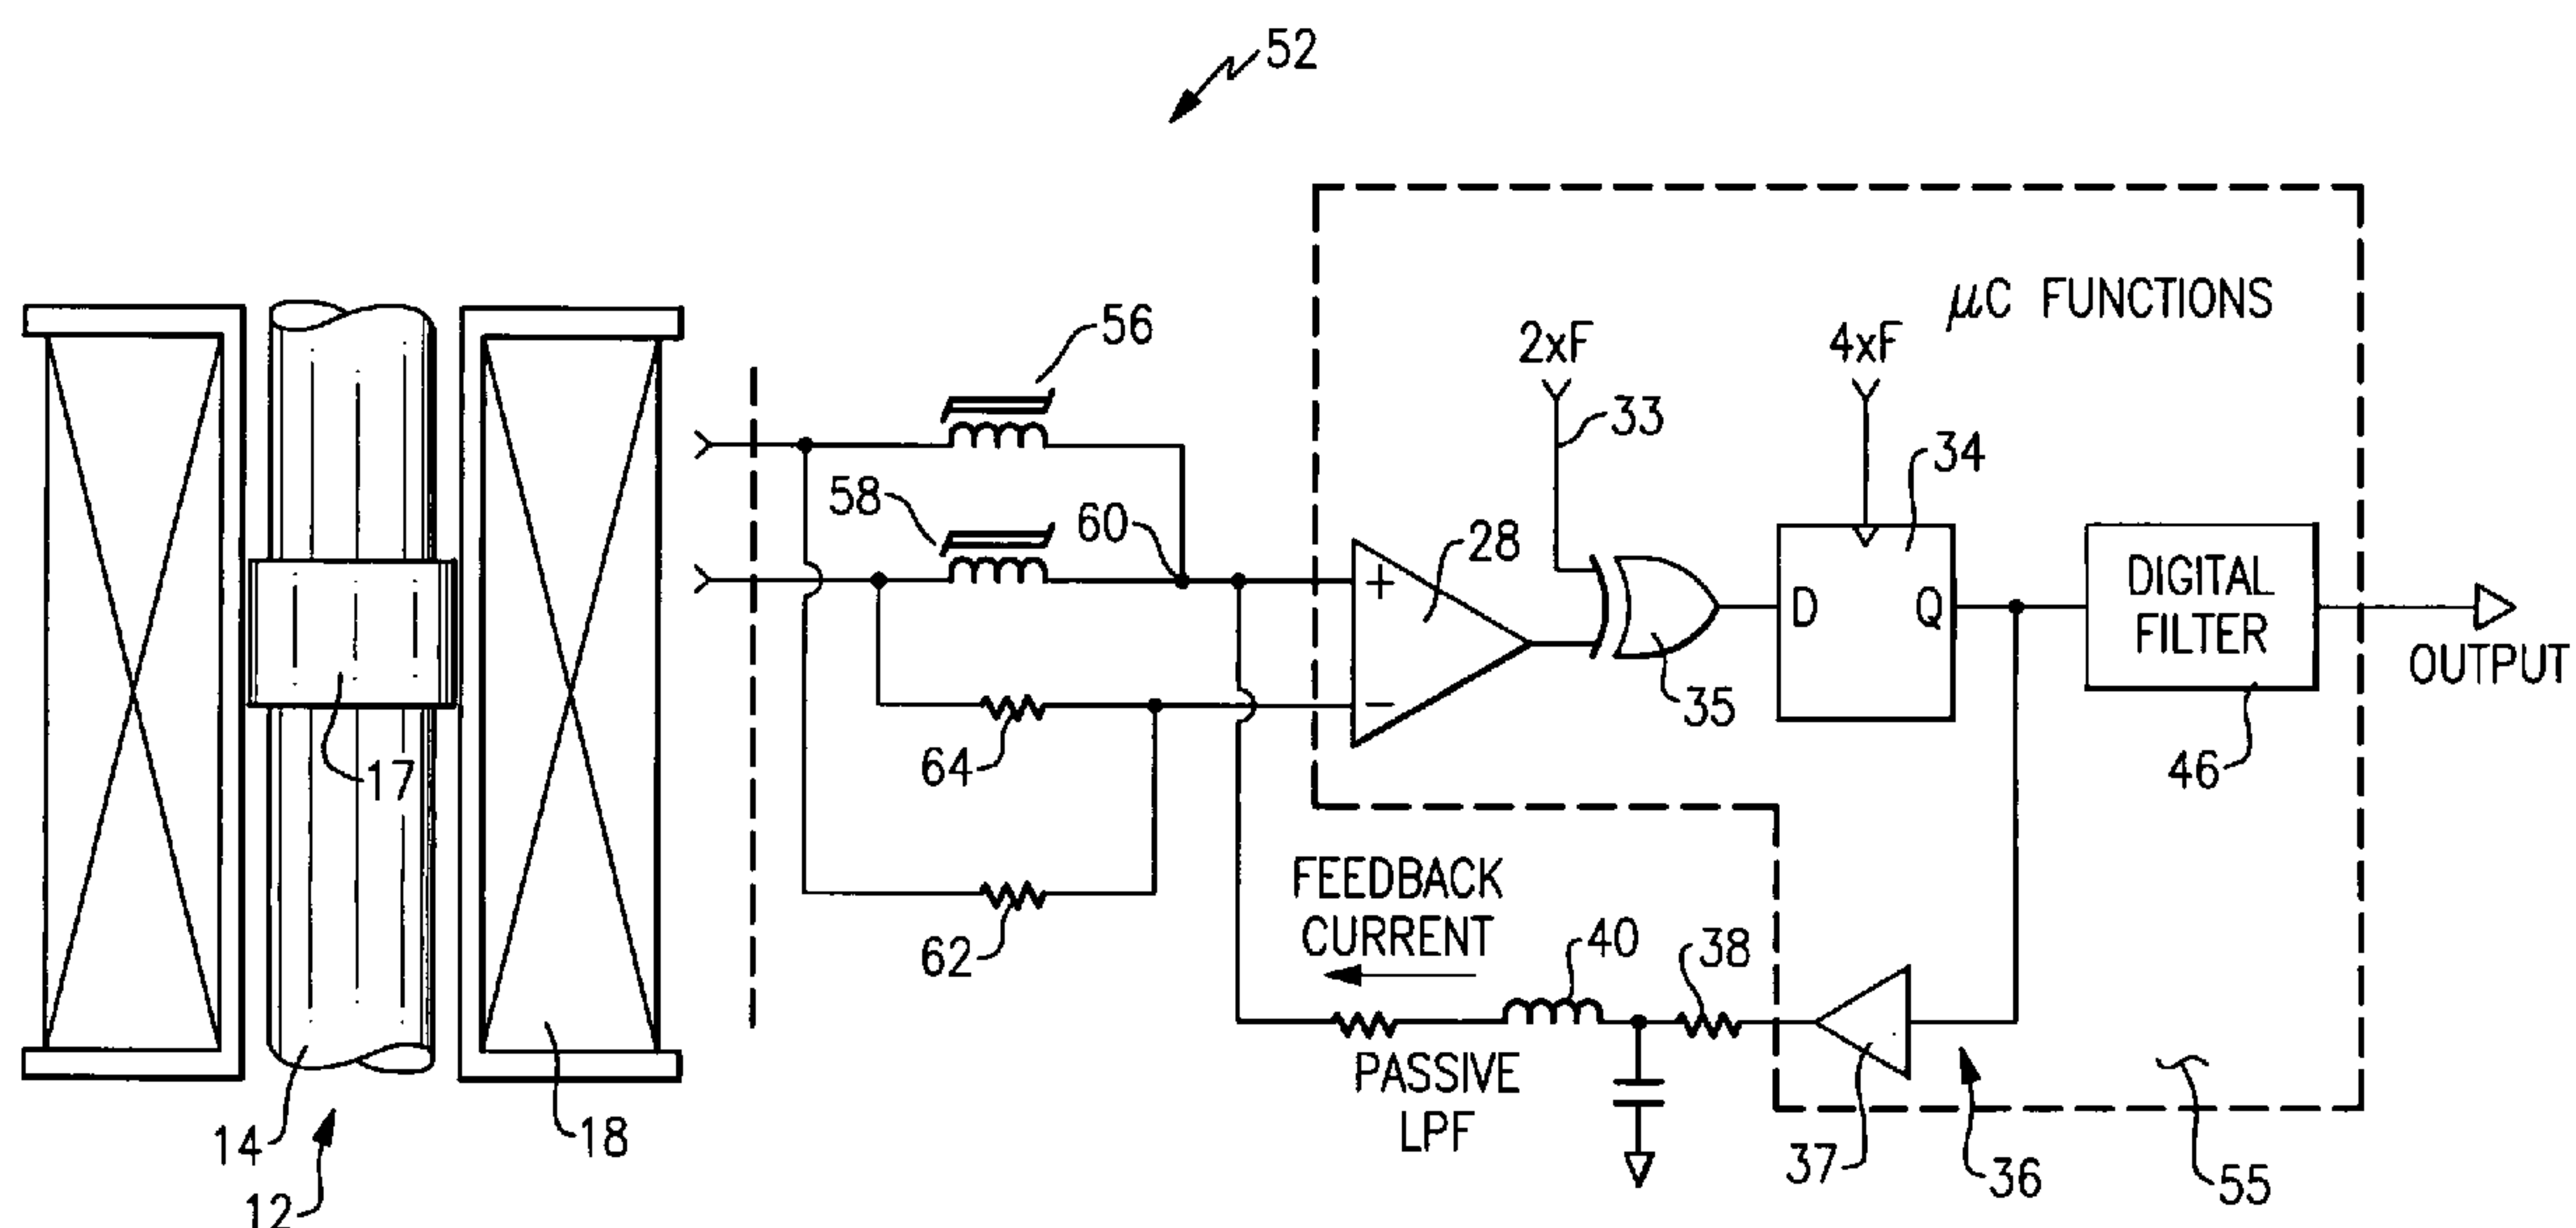 52
μC FUNCTIONS
56
2xF
4xF
33
34
58
60
28
+
D
Q
DIGITAL
FILTER
OUTPUT
−
35
17
64
46
FEEDBACK
CURRENT
40
38
62
PASSIVE
LPF
14
18
12
37
36
55